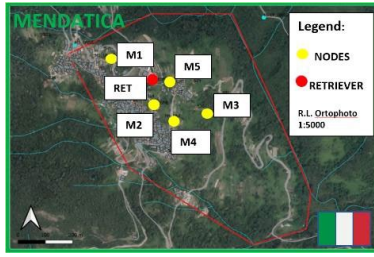 MENDATICA
Legend:
M1
M5
NODES
RET
RETRIEVER
M3
M2
R.L. Ortophoto
1:5000
M4